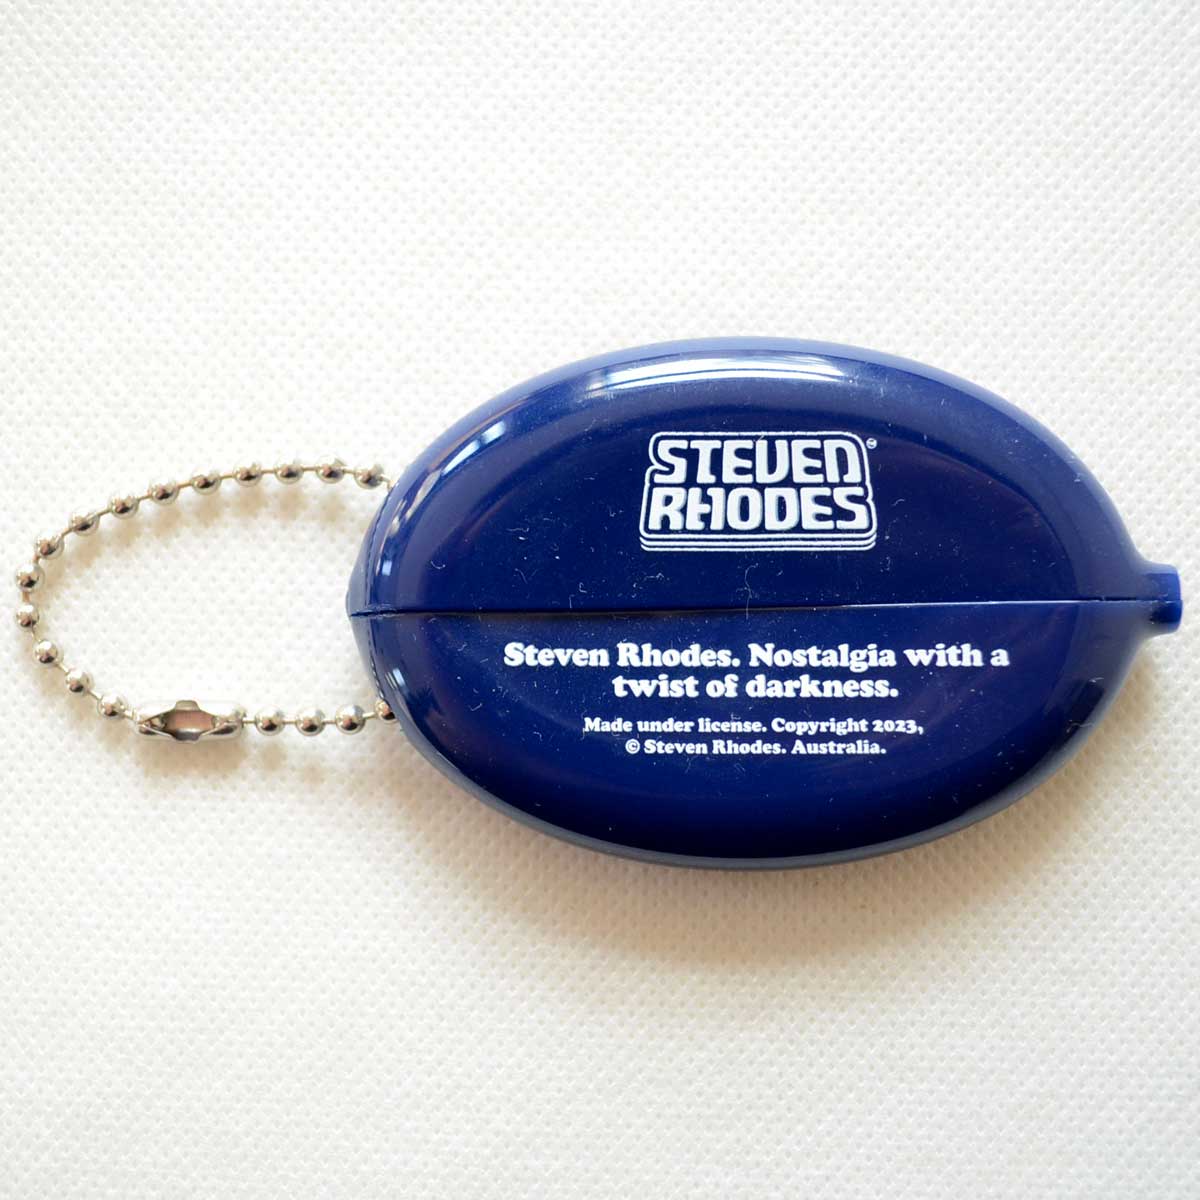 STEVEN
RHODES
Steven Rhodes. Nostalgia with a
twist of darkness.
Made under license. Copyright 2023,
© Steven Rhodes. Australia.